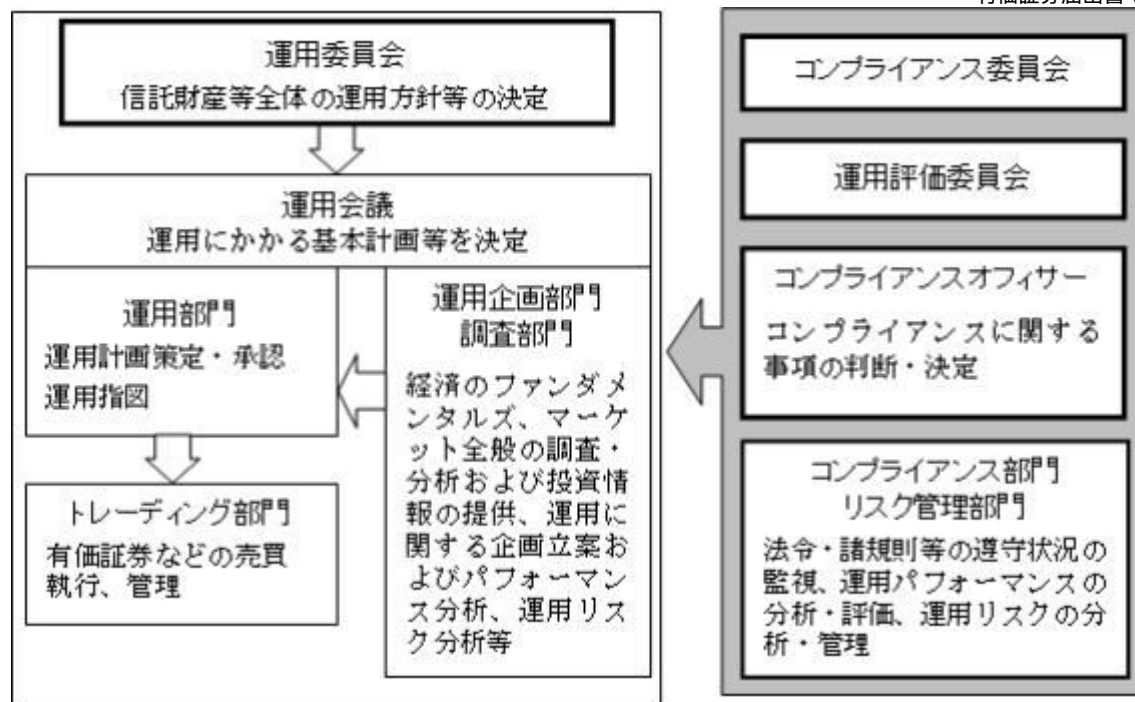 有価証券届出書
運用委員会
信託財産等全体の運用方針等の決定
運用会議
運用にかかる基本計画等を決定
運用部門
運用計画策定・承認
運用指図
トレーディング部門
有価証券などの売買
執行、管理
運用企画部門
調査部門
経済のファンダメ
ンタルズ、マーケ
ット全般の調査・
分析および投資情
報の提供、運用に
関する企画立案お
よびパフォーマン
ス分析、運用リス
ク分析等
コンプライアンス委員会
運用評価委員会
コンプライアンスオフィサー
コンプライアンスに関する
事項の判断・決定
コンプライアンス部門
リスク管理部門
法令・諸規則等の遵守状況の
監視、運用パフォーマンスの
分析・評価、運用リスクの分
析・管理